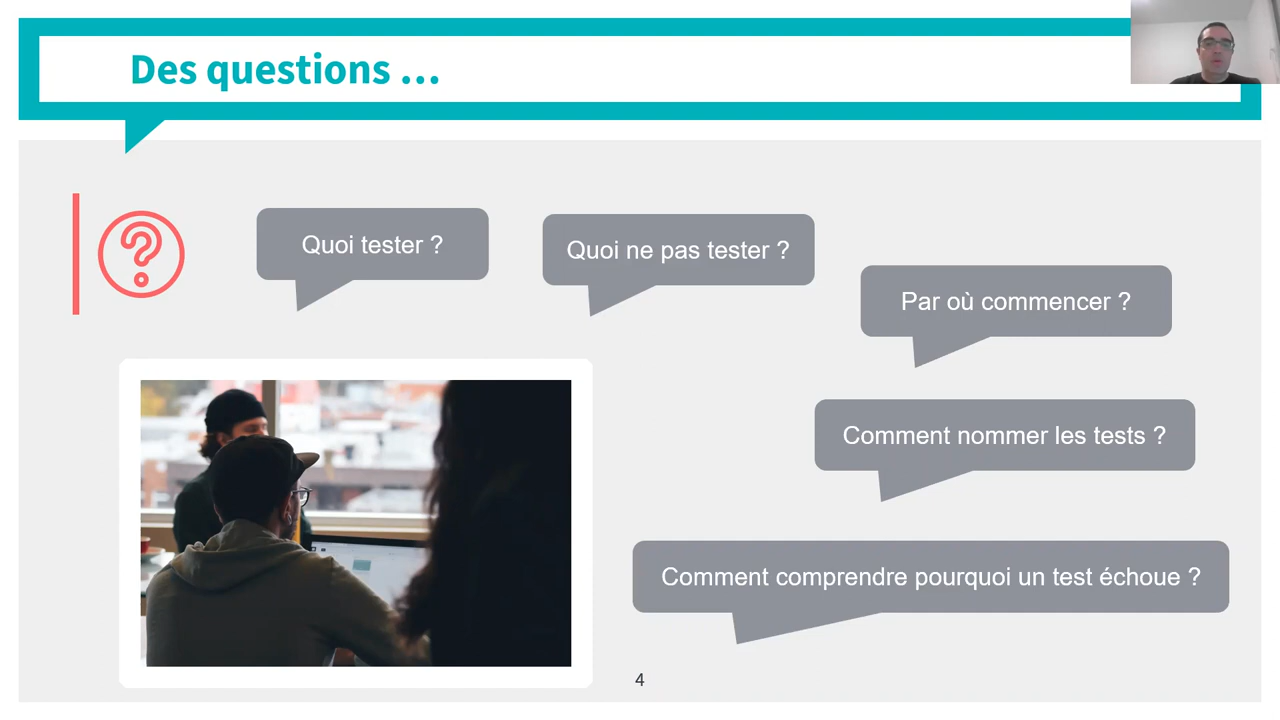 Des questions ...
?
Quoi tester ?
Quoi ne pas tester ?
Par où commencer ?
Comment nommer les tests ?
Comment comprendre pourquoi un test échoue ?
4